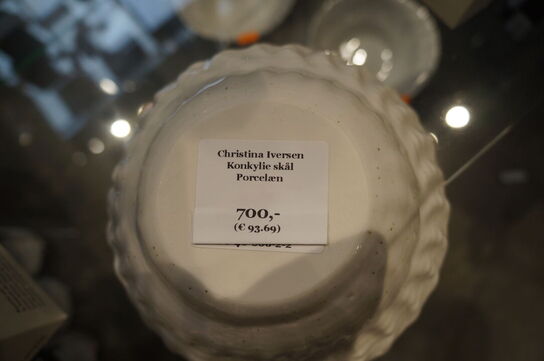 Christina Iversen
Konkylie skål
Porcelæn
700,-
(€ 93.69)